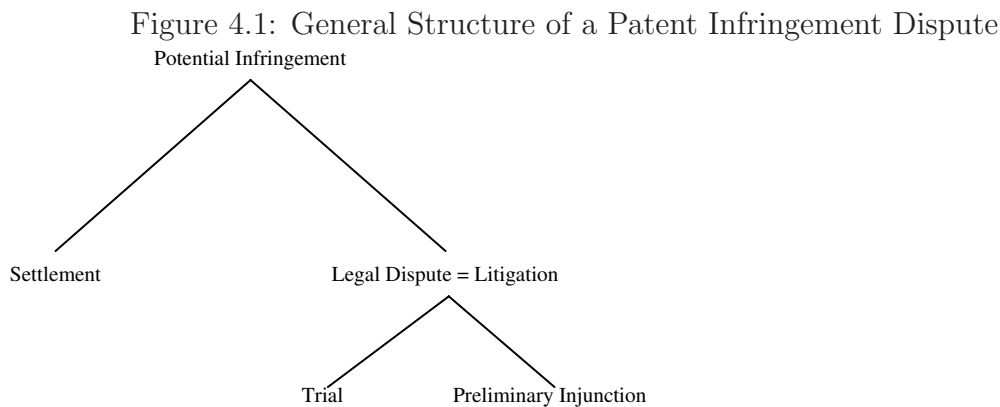 Figure 4.1: General Structure of a Patent Infringement Dispute
Potential Infringement
Settlement
Legal Dispute = Litigation
Trial
Preliminary Injunction